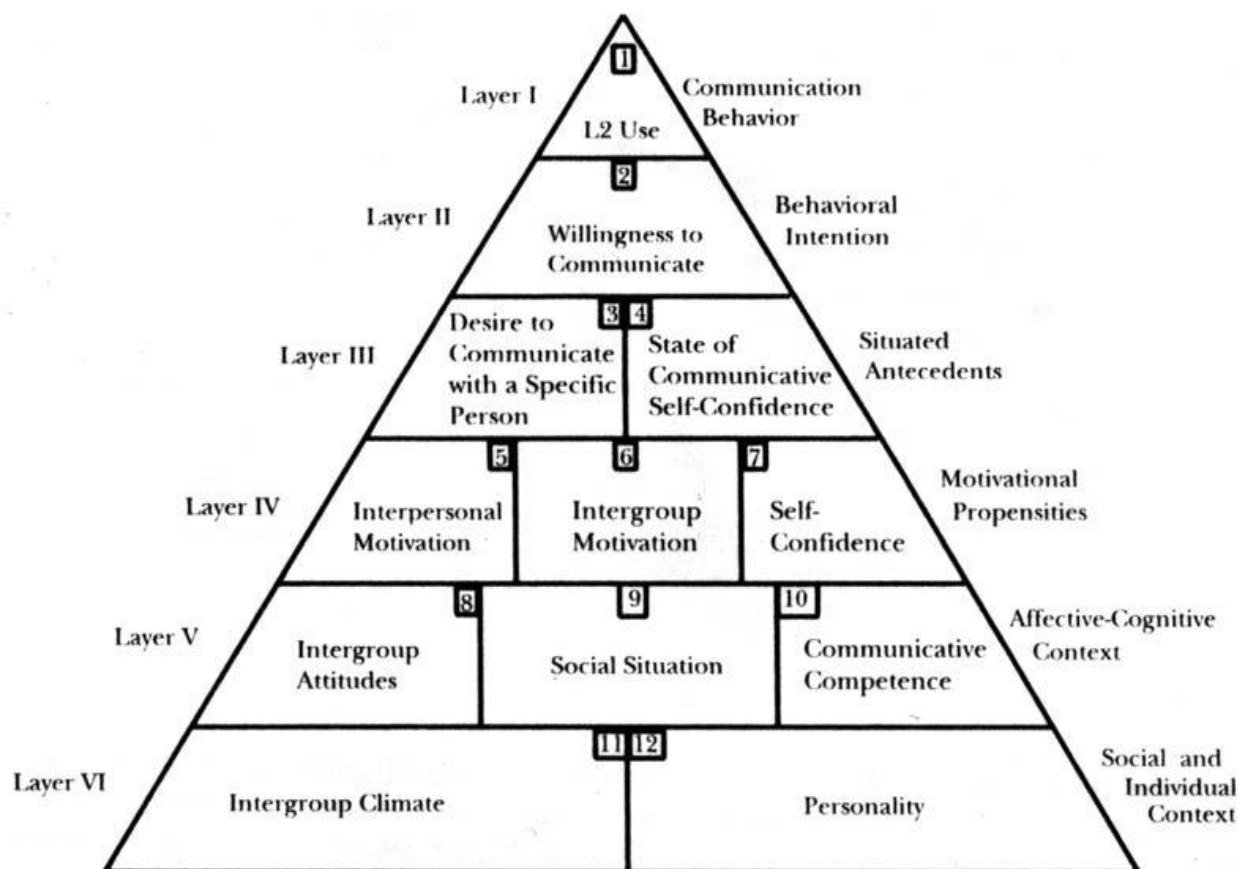 1
Layer I
L2 Use
Communication
Behavior
2
Layer II
Willingness to
Communicate
Behavioral
Intention
3
4
Layer III
Desire to
Communicate
with a Specific
Person
State of
Communicative
Self-Confidence
Situated
Antecedents
5
6
7
Layer IV
Interpersonal
Motivation
Intergroup
Motivation
Self-
Confidence
Motivational
Propensities
8
9
10
Layer V
Intergroup
Attitudes
Social Situation
Communicative
Competence
Affective-Cognitive
Context
11
12
Layer VI
Intergroup Climate
Personality
Social and
Individual
Context